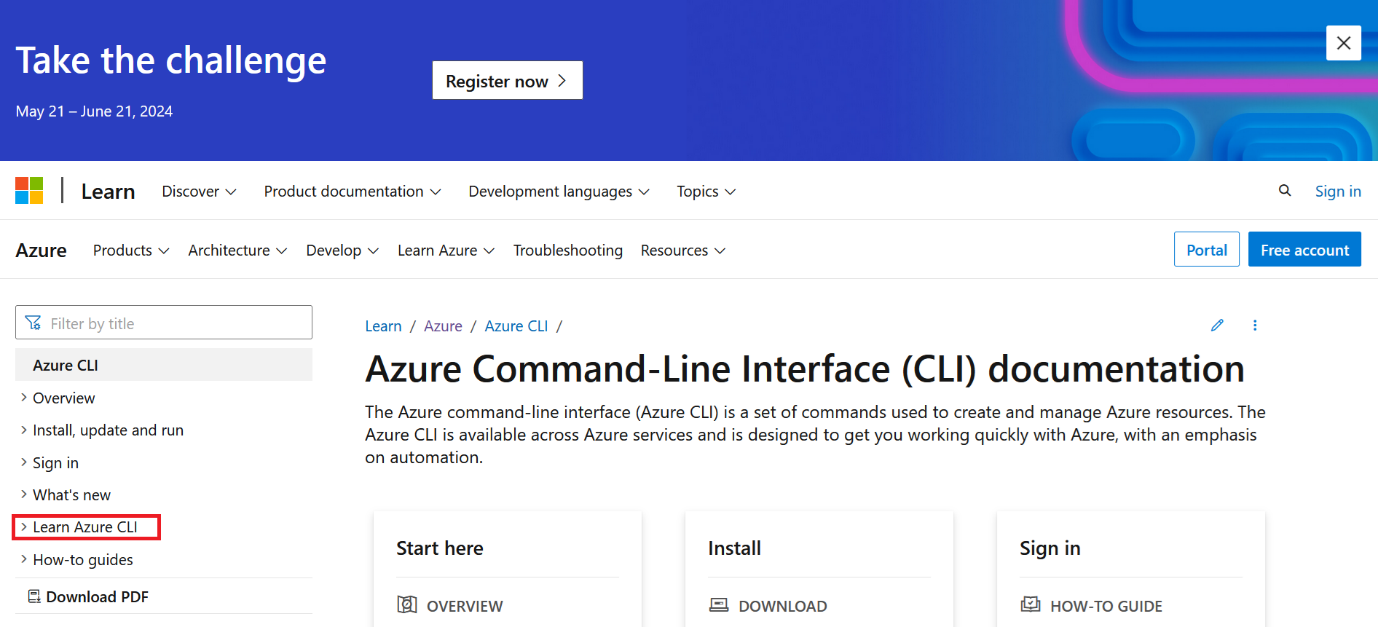 Take the challenge
Register now
May 21 – June 21, 2024
Learn Discover Product documentation Development languages Topics Sign in
Azure Products Architecture Develop Learn Azure Troubleshooting Resources Portal Free account
Filter by title
Azure CLI
Overview
Install, update and run
Sign in
What's new
Learn Azure CLI
How-to guides
Download PDF
Learn / Azure / Azure CLI /
Azure Command-Line Interface (CLI) documentation
The Azure command-line interface (Azure CLI) is a set of commands used to create and manage Azure resources. The
Azure CLI is available across Azure services and is designed to get you working quickly with Azure, with an emphasis
on automation.
Start here
OVERVIEW
Install
DOWNLOAD
Sign in
HOW-TO GUIDE